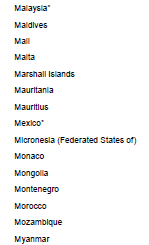 Malaysia*
Maldives
Mali
Malta
Marshall Islands
Mauritania
Mauritius
Mexico*
Micronesia (Federated States of)
Monaco
Mongolia
Montenegro
Morocco
Mozambique
Myanmar